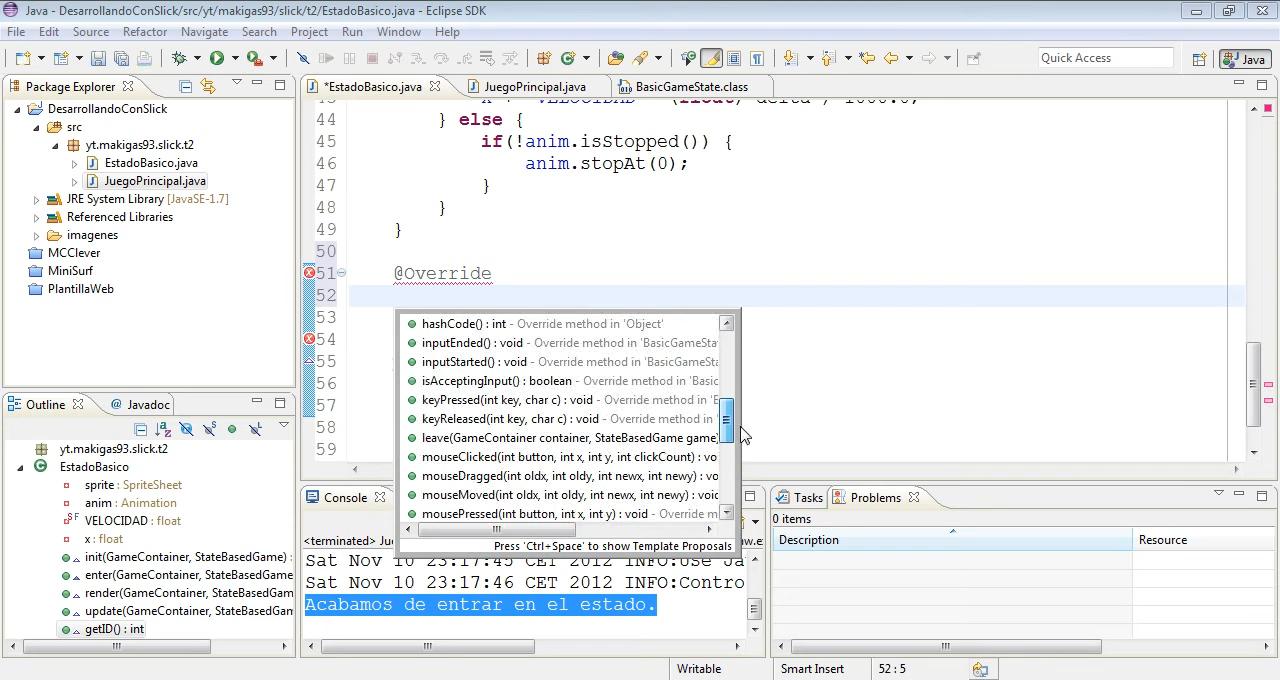 Java - DesarrollandoConSlick/src/yt/makigas93/slick/t2/EstadoBasico.java - Eclipse SDK
File Edit Source Refactor Navigate Search Project Run Window Help
Quick Access
Java
Package Explorer
*EstadoBasico.java
JuegoPrincipal.java
BasicGameState.class
DesarrollandoConSlick
src
yt.makigas93.slick.t2
EstadoBasico.java
JuegoPrincipal.java
JRE System Library [JavaSE-1.7]
Referenced Libraries
imagenes
MCClever
MiniSurf
PlantillaWeb
44 } else {
45 if(!anim.isStopped()) {
46 anim.stopAt(0);
47 }
48 }
49 }
50
51 @Override
52
53
54
55
56
57
58
59
hashCode() : int - Override method in 'Object'
inputEnded() : void - Override method in 'BasicGameSta
inputStarted() : void - Override method in 'BasicGameSta
isAcceptingInput() : boolean - Override method in 'Basic
keyPressed(int key, char c) : void - Override method in 'B
keyReleased(int key, char c) : void - Override method in '
leave(GameContainer container, StateBasedGame game)
mouseClicked(int button, int x, int y, int clickCount) : vo
mouseDragged(int oldx, int oldy, int newx, int newy) : vo
mouseMoved(int oldx, int oldy, int newx, int newy) : void
mousePressed(int button, int x, int y) : void - Override m
Press 'Ctrl+Space' to show Template Proposals
Outline
@ Javadoc
yt.makigas93.slick.t2
EstadoBasico
sprite : SpriteSheet
anim : Animation
VELOCIDAD : float
x : float
init(GameContainer, StateBasedGame) :
enter(GameContainer, StateBasedGame
render(GameContainer, StateBasedGame
update(GameContainer, StateBasedGame
getID() : int
Console
<terminated> Ju
Sat Nov 10 23:17:45 CET 2012 INFO:Use Ja
Sat Nov 10 23:17:46 CET 2012 INFO:Contro
Acabamos de entrar en el estado.
Tasks
Problems
0 items
Description Resource
Writable
Smart Insert
52 : 5